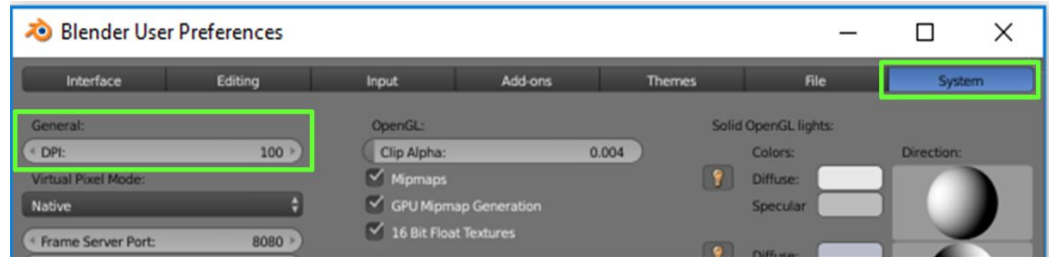 Blender User Preferences
Interface Editing Input Add-ons Themes File System
General: OpenGL: Solid OpenGL lights:
DPI: 100 Clip Alpha: 0.004 Colors: Direction:
Virtual Pixel Mode: Mipmaps Diffuse:
Native GPU Mipmap Generation Specular
Frame Server Port: 8080 16 Bit Float Textures
Diffuse: